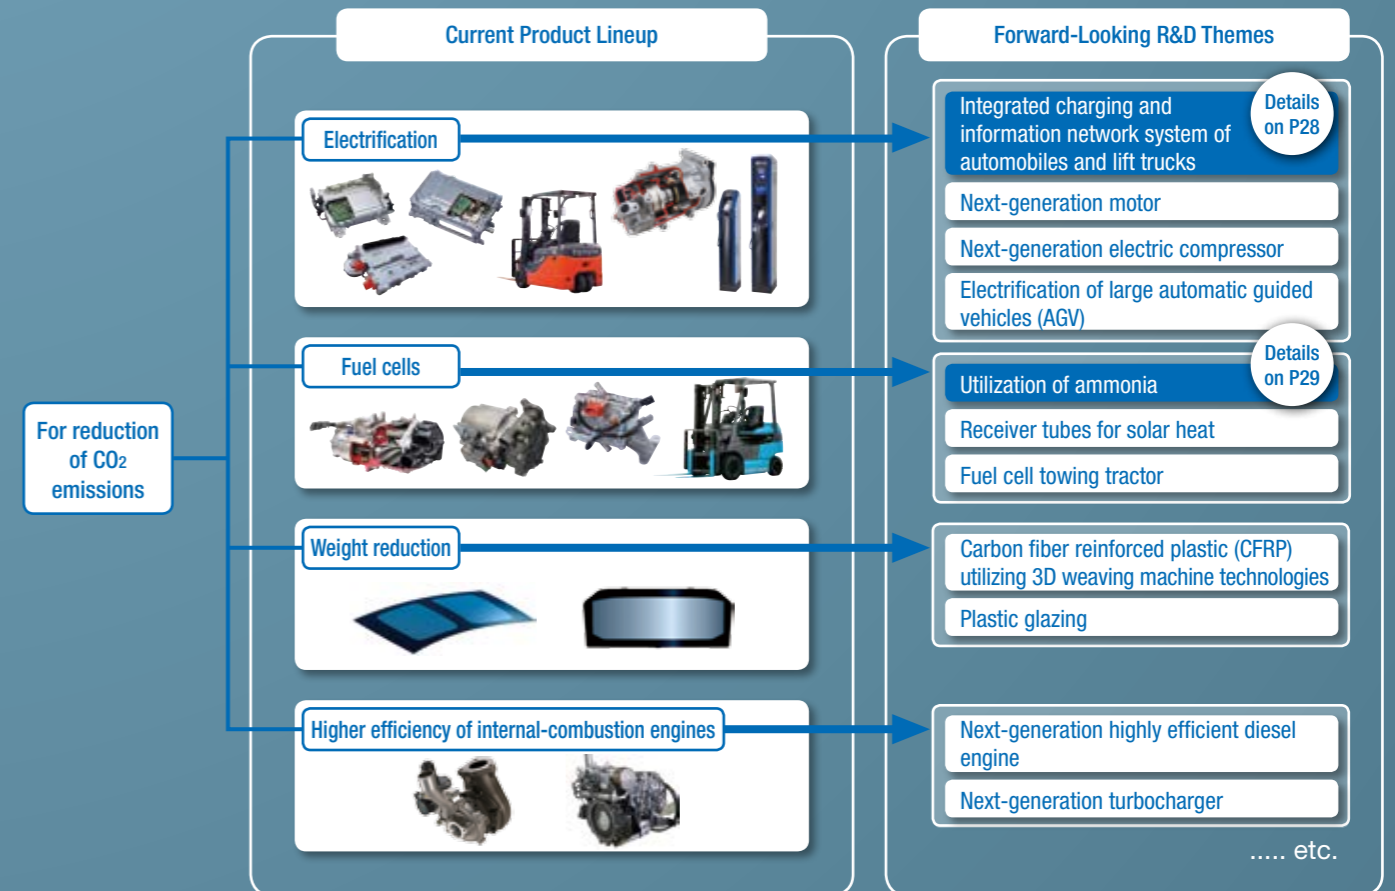 Current Product Lineup
Forward-Looking R&D Themes
For reduction
of CO2
emissions
Electrification
Integrated charging and
information network system of
automobiles and lift trucks
Details
on P28
Next-generation motor
Next-generation electric compressor
Electrification of large automatic guided
vehicles (AGV)
Fuel cells
Details
on P29
Utilization of ammonia
Receiver tubes for solar heat
Fuel cell towing tractor
Weight reduction
Carbon fiber reinforced plastic (CFRP)
utilizing 3D weaving machine technologies
Plastic glazing
Higher efficiency of internal-combustion engines
Next-generation highly efficient diesel
engine
Next-generation turbocharger
..... etc.